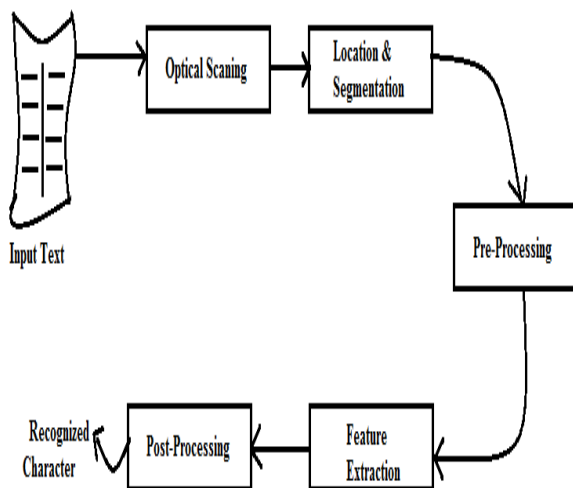 Input Text
Optical Scaning
Location &
Segmentation
Pre-Processing
Feature
Extraction
Post-Processing
Recognized
Character